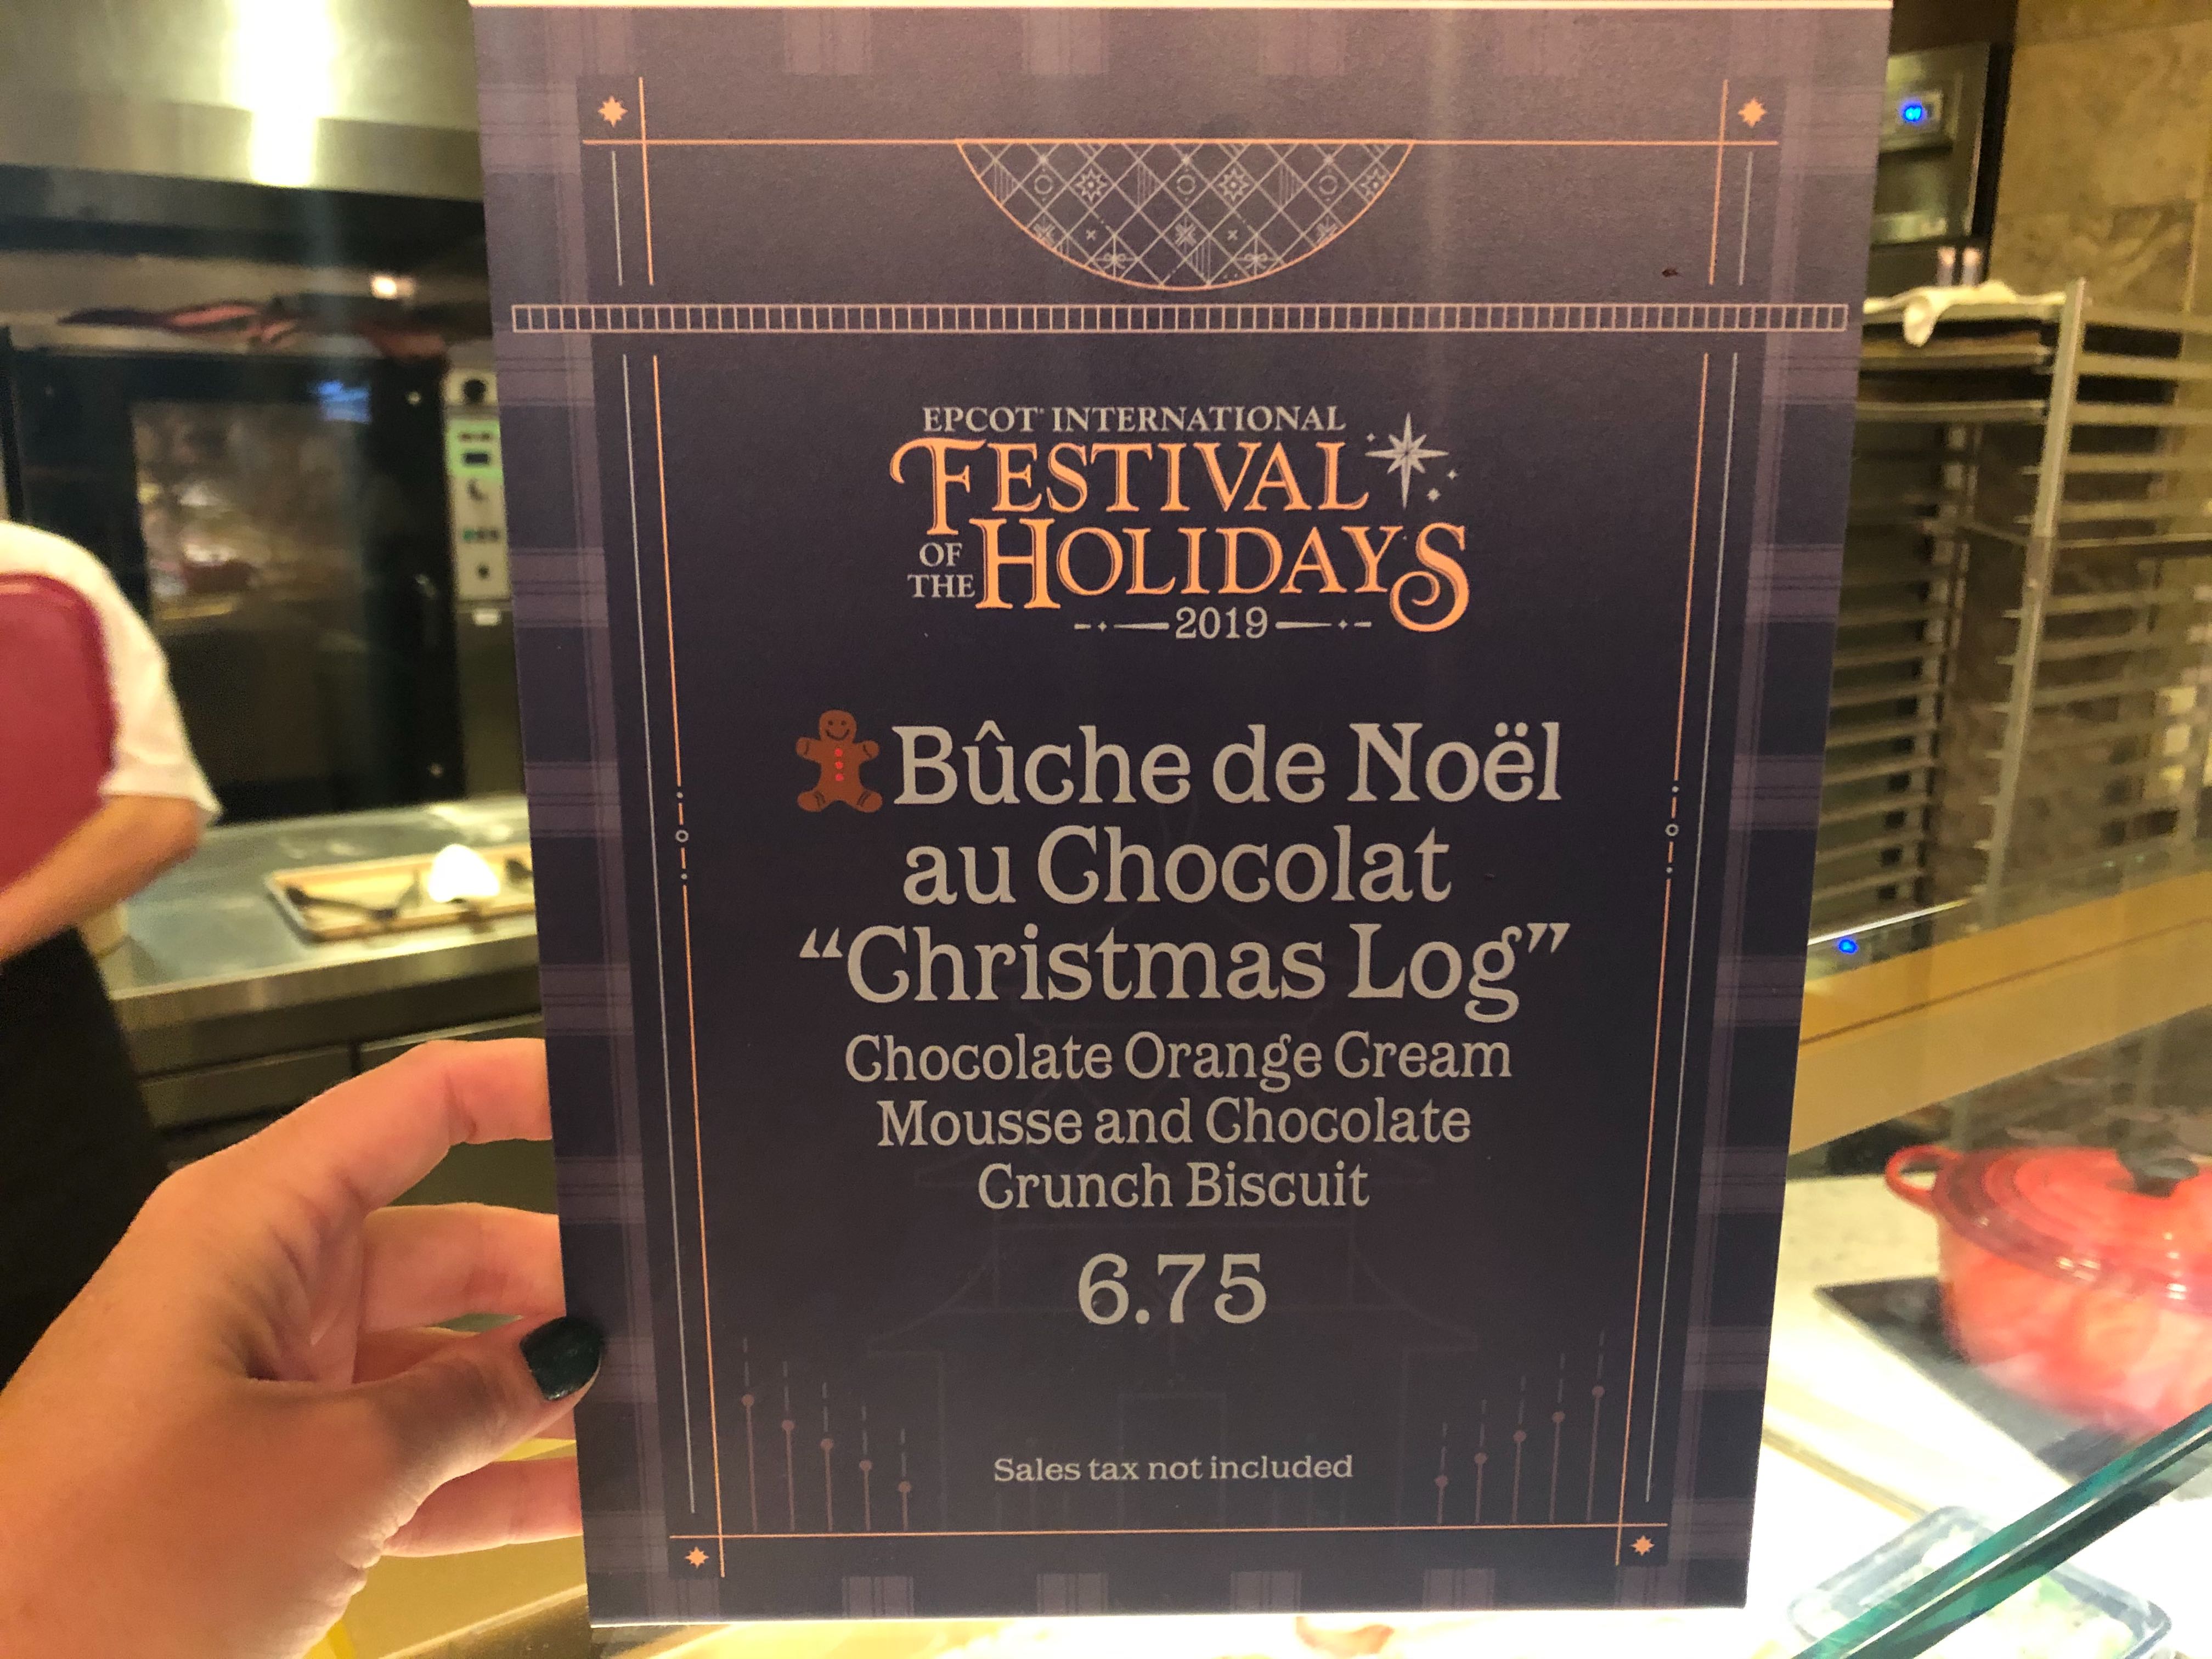 EPCOT INTERNATIONAL
FESTIVAL
OF THE HOLIDAYS
2019
Bûche de Noël
au Chocolat
“Christmas Log”
Chocolate Orange Cream
Mousse and Chocolate
Crunch Biscuit
6.75
Sales tax not included